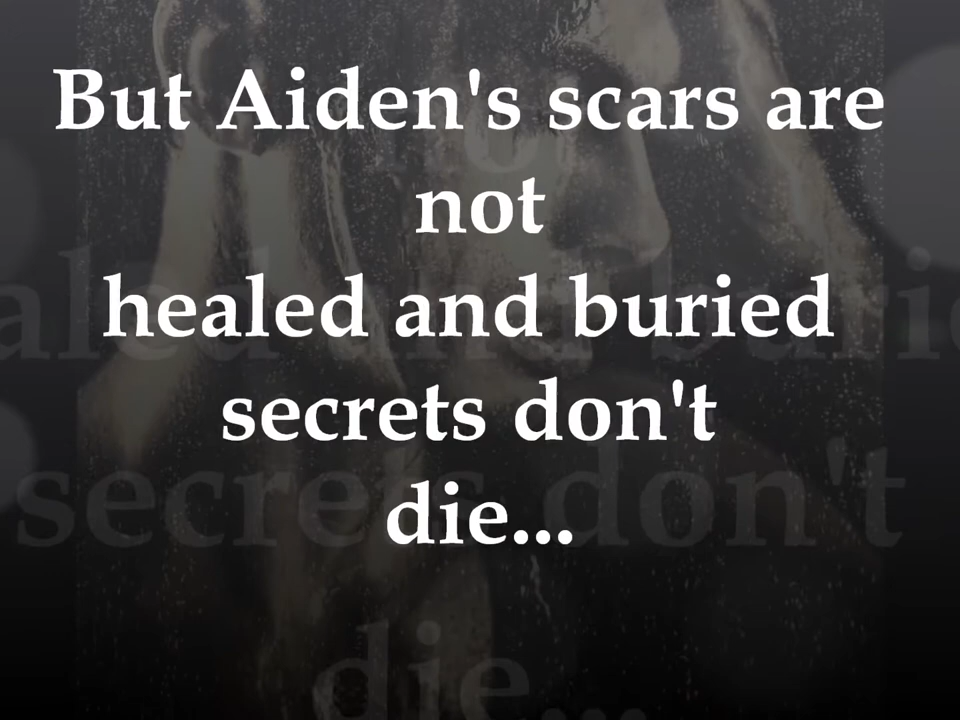 But Aiden's scars are
not
healed and buried
secrets don't
die...